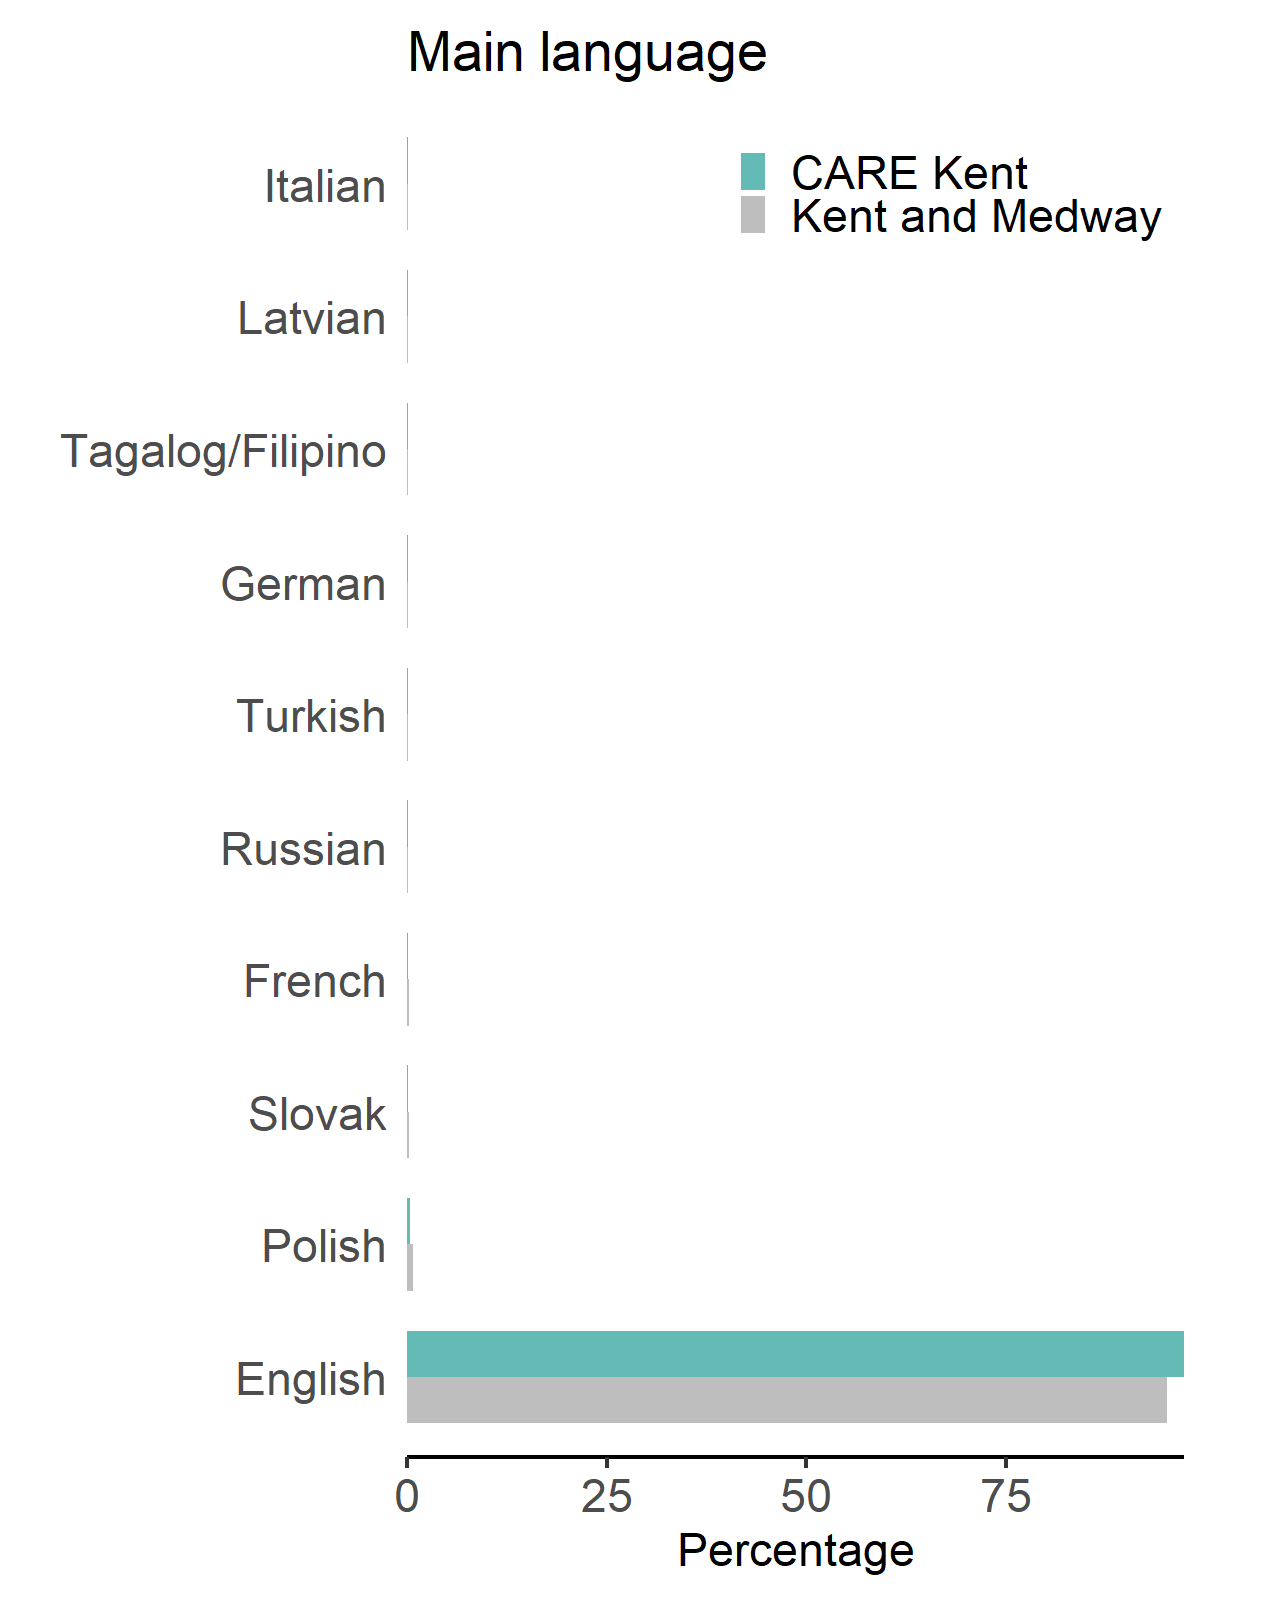 Main language
CARE Kent
Kent and Medway
Italian
Latvian
Tagalog/Filipino
German
Turkish
Russian
French
Slovak
Polish
English
0 25 50 75
Percentage